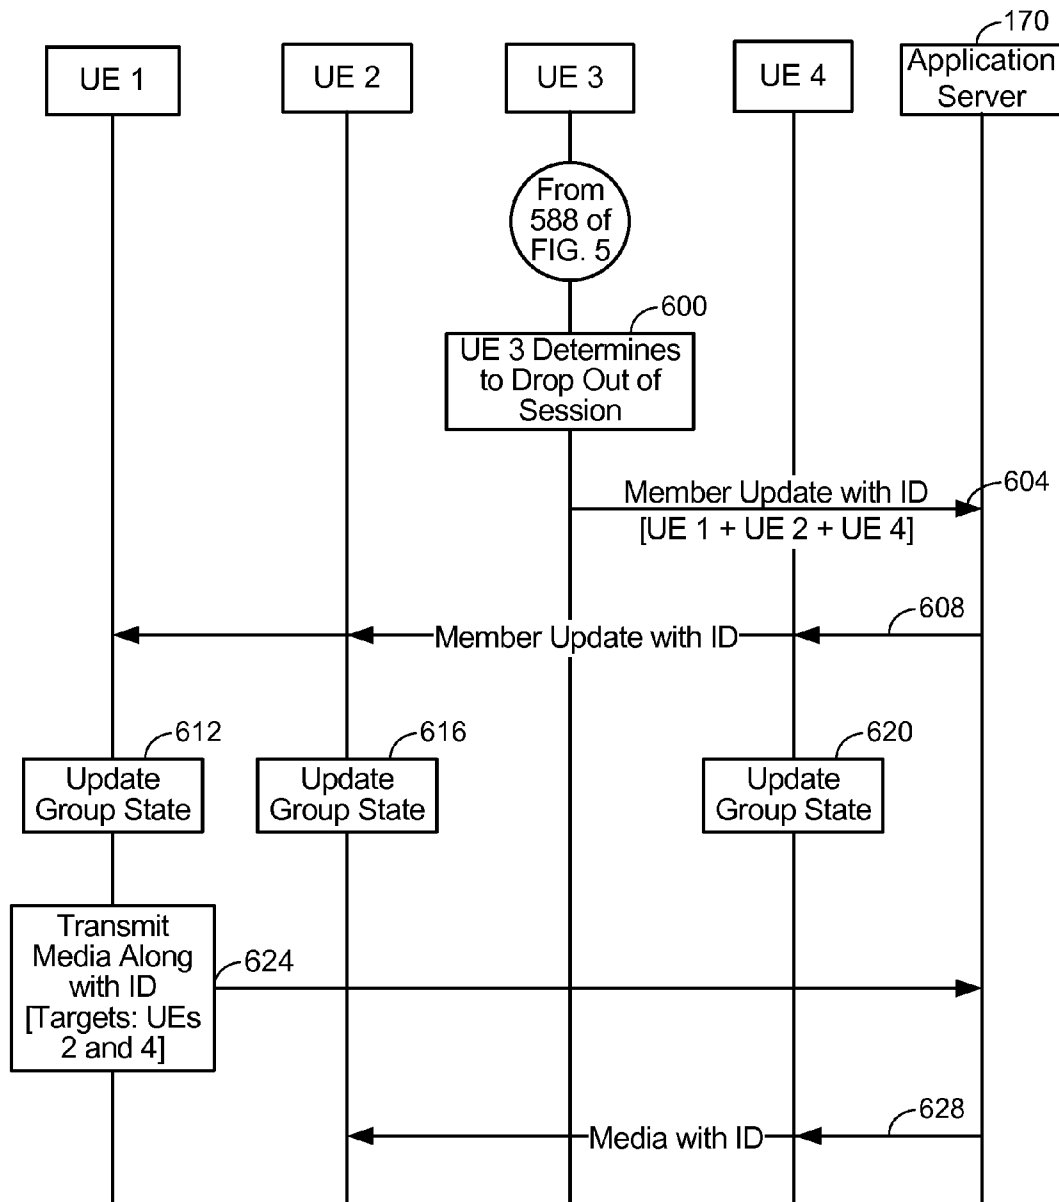 170
UE 1
UE 2
UE 3
UE 4
Application
Server
From
588 of
FIG. 5
600
UE 3 Determines
to Drop Out of
Session
Member Update with ID
604
[UE 1 + UE 2 + UE 4]
608
Member Update with ID
612
616
620
Update
Group State
Update
Group State
Update
Group State
Transmit
Media Along
with ID
[Targets: UEs
2 and 4]
624
628
Media with ID